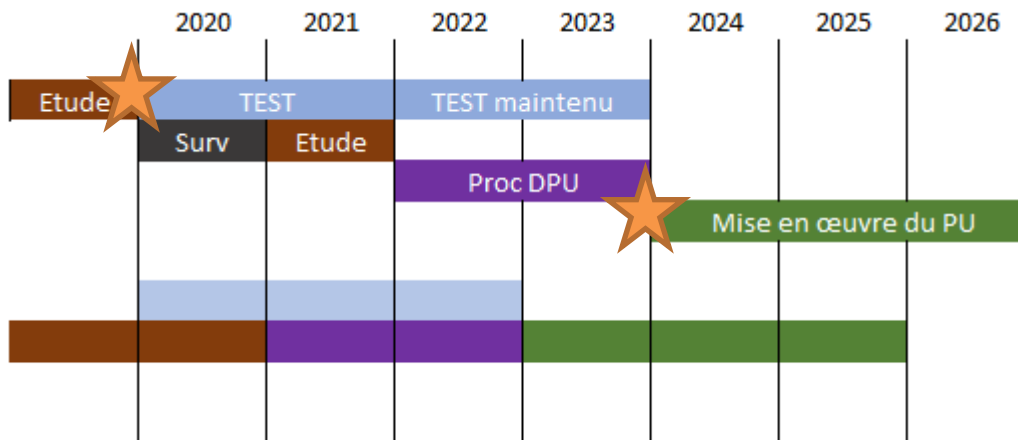 2020 2021 2022 2023 2024 2025 2026
Etude TEST TEST maintenu
Surv Etude
Proc DPU
Mise en œuvre du PU